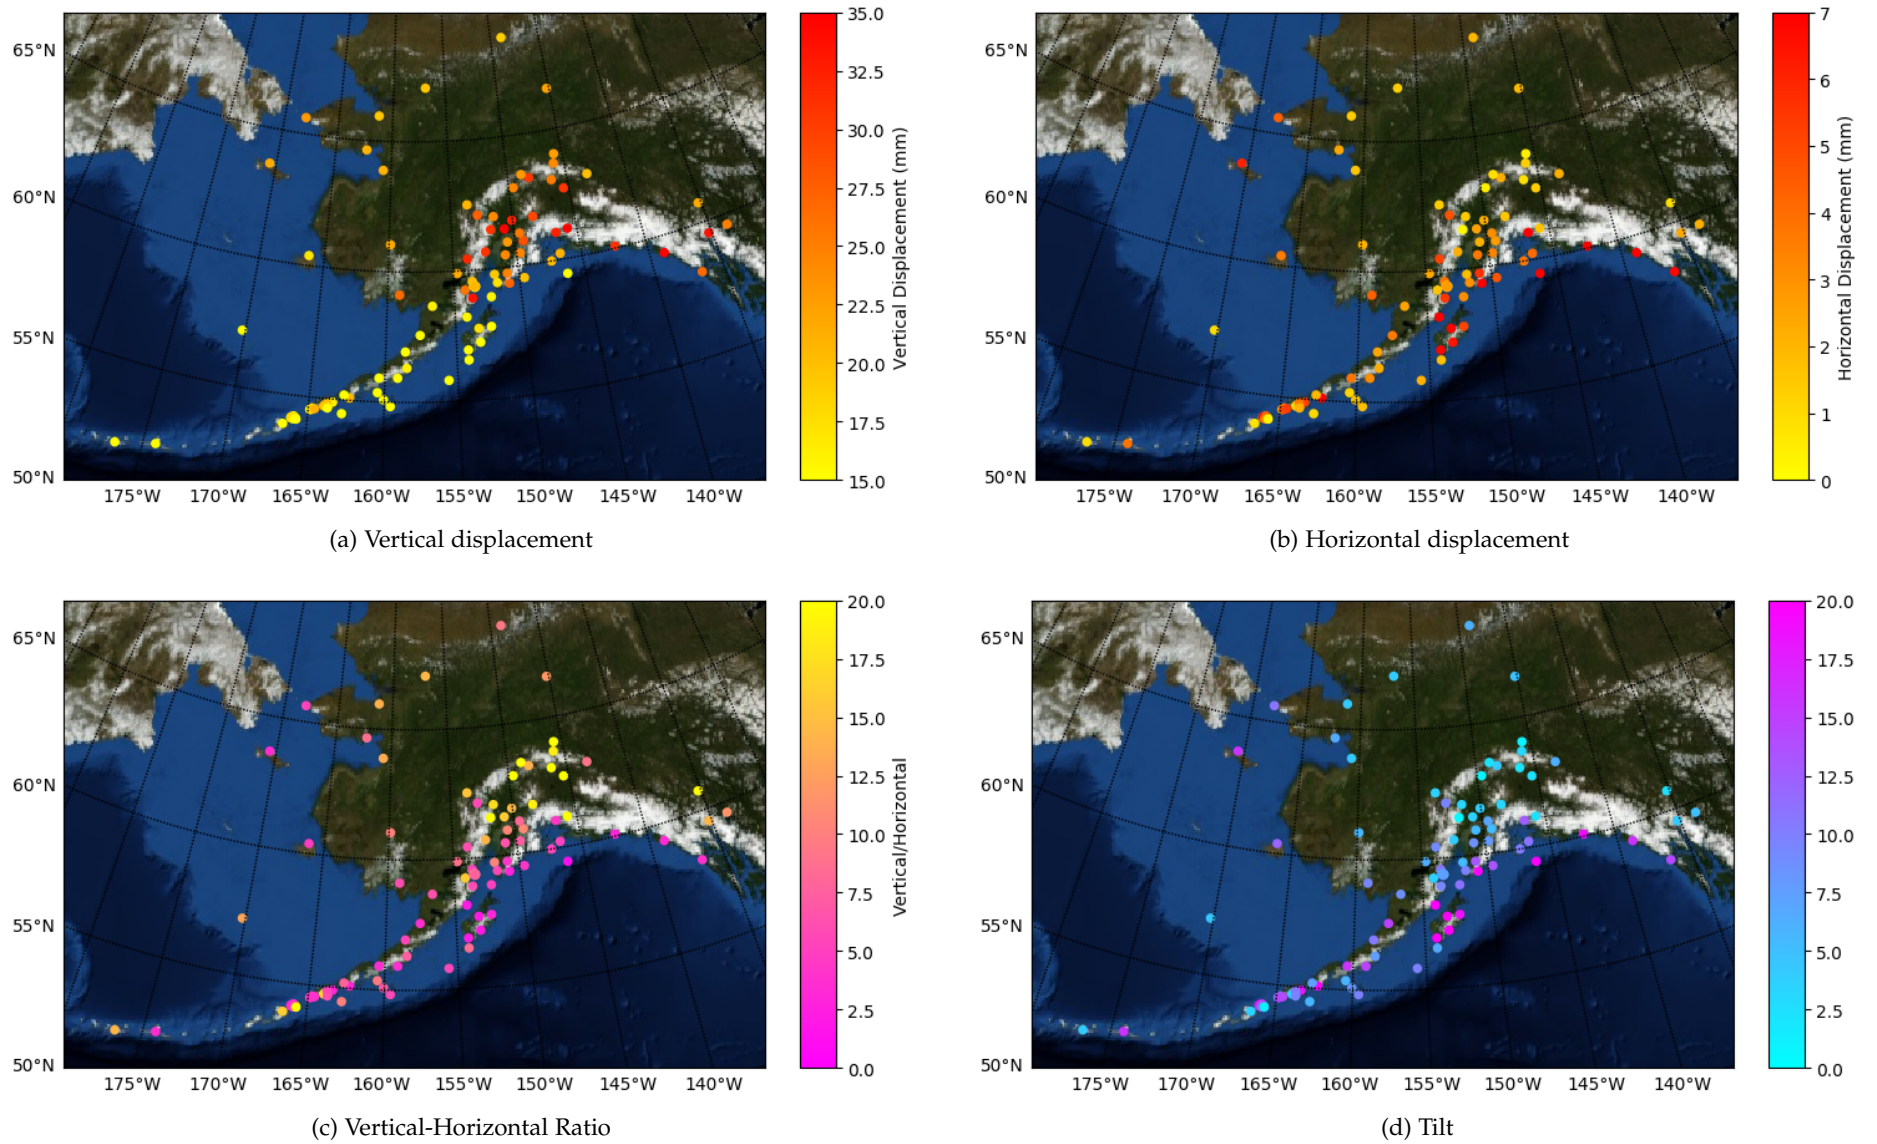 65°N
60°N
55°N
50°N
175°W 170°W 165°W 160°W 155°W 150°W 145°W 140°W
35.0
32.5
30.0
27.5
25.0
22.5
20.0
17.5
15.0
Vertical Displacement (mm)
(a) Vertical displacement
65°N
60°N
55°N
50°N
175°W 170°W 165°W 160°W 155°W 150°W 145°W 140°W
7
6
5
4
3
2
1
0
Horizontal Displacement (mm)
(b) Horizontal displacement
65°N
60°N
55°N
50°N
175°W 170°W 165°W 160°W 155°W 150°W 145°W 140°W
20.0
17.5
15.0
12.5
10.0
7.5
5.0
2.5
0.0
Vertical/Horizontal
(c) Vertical-Horizontal Ratio
65°N
60°N
55°N
50°N
175°W 170°W 165°W 160°W 155°W 150°W 145°W 140°W
20.0
17.5
15.0
12.5
10.0
7.5
5.0
2.5
0.0
(d) Tilt